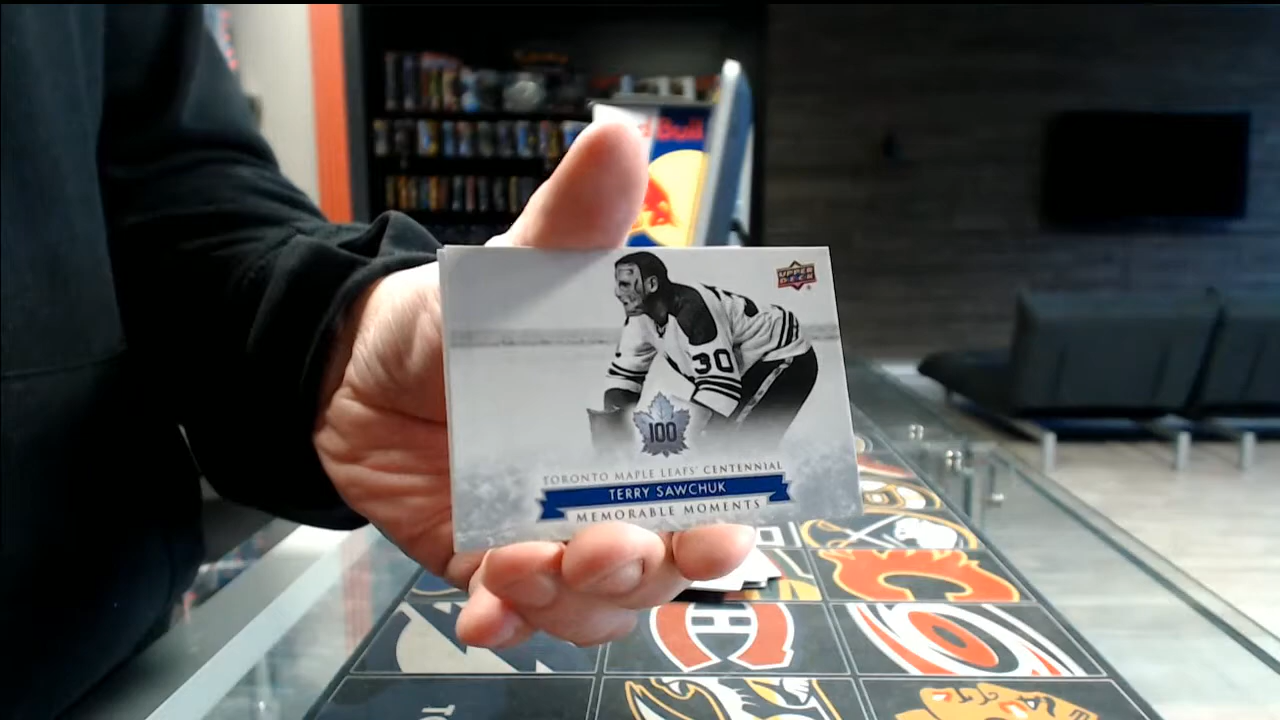 d Bull
UPPER
DECK
30
100
TORONTO MAPLE LEAFS' CENTENNIAL
TERRY SAWCHUK
MEMORABLE MOMENTS